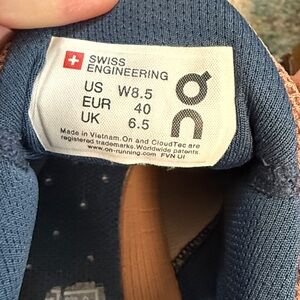 SWISS
ENGINEERING
US W8.5
EUR 40
UK 6.5
on
Made in Vietnam. On and CloudTec are
registered trademarks. Worldwide patents.
www.on-running.com FVN UI